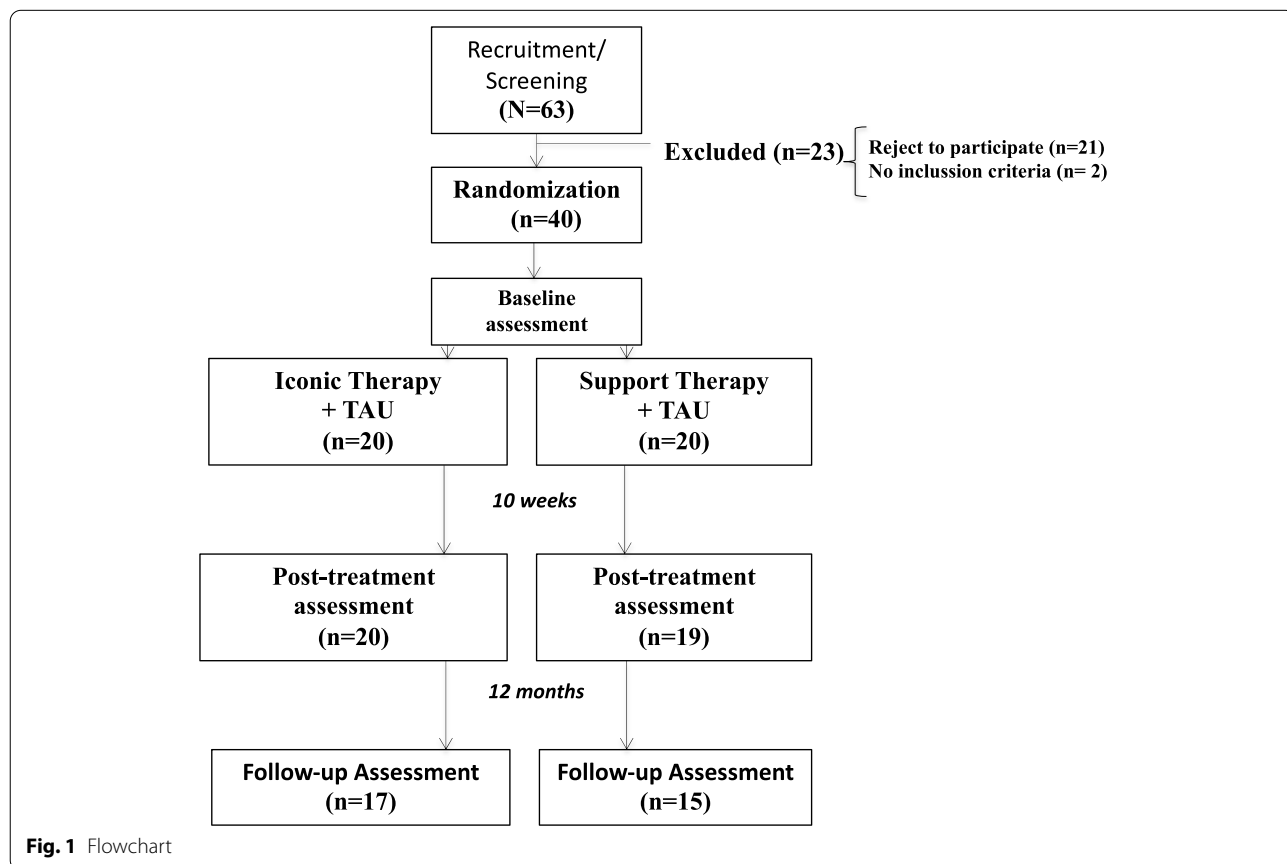 Recruitment/
Screening
(N=63)
Excluded (n=23)
Reject to participate (n=21)
No inclussion criteria (n= 2)
Randomization
(n=40)
Baseline
assessment
Iconic Therapy
+ TAU
(n=20)
Support Therapy
+ TAU
(n=20)
10 weeks
Post-treatment
assessment
(n=20)
Post-treatment
assessment
(n=19)
12 months
Follow-up Assessment
(n=17)
Follow-up Assessment
(n=15)
Fig. 1 Flowchart